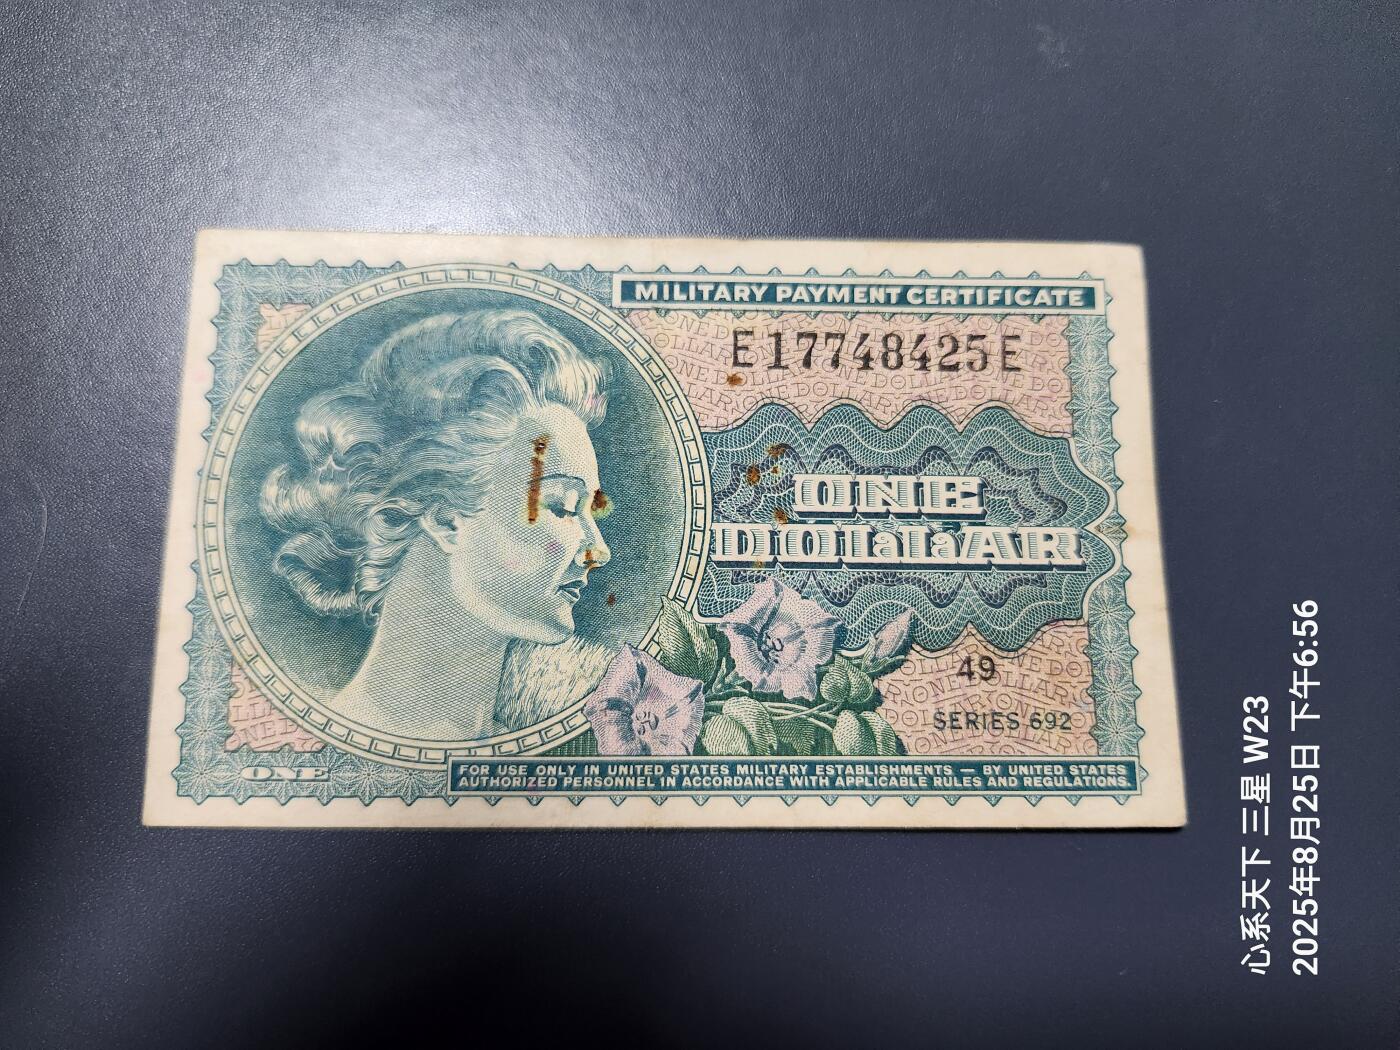 MILITARY PAYMENT CERTIFICATE
E17748425E
ONE
DOLLAR
49
SERIES 692
ONE
FOR USE ONLY IN UNITED STATES MILITARY ESTABLISHMENTS — BY UNITED STATES
AUTHORIZED PERSONNEL IN ACCORDANCE WITH APPLICABLE RULES AND REGULATIONS.
心系天下 三星 W23
2025年8月25日 下午6:56